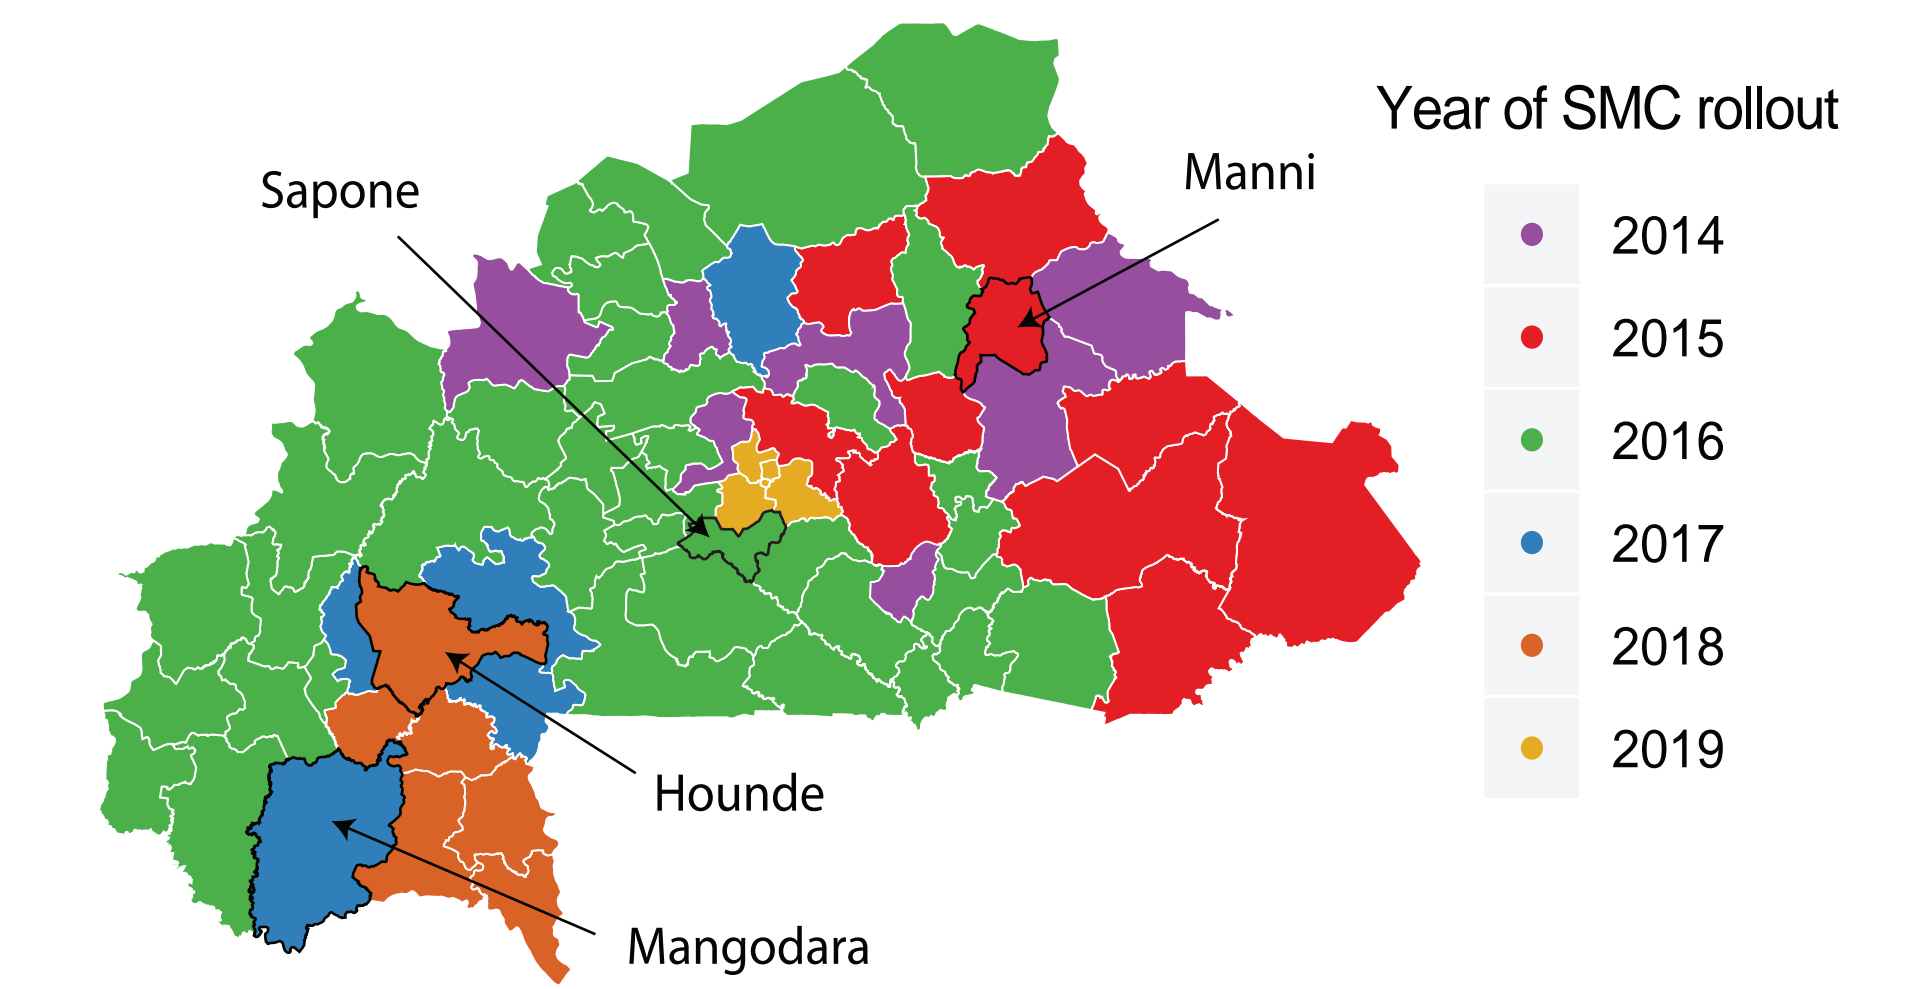 Year of SMC rollout
2014
2015
2016
2017
2018
2019
Sapone
Manni
Hounde
Mangodara